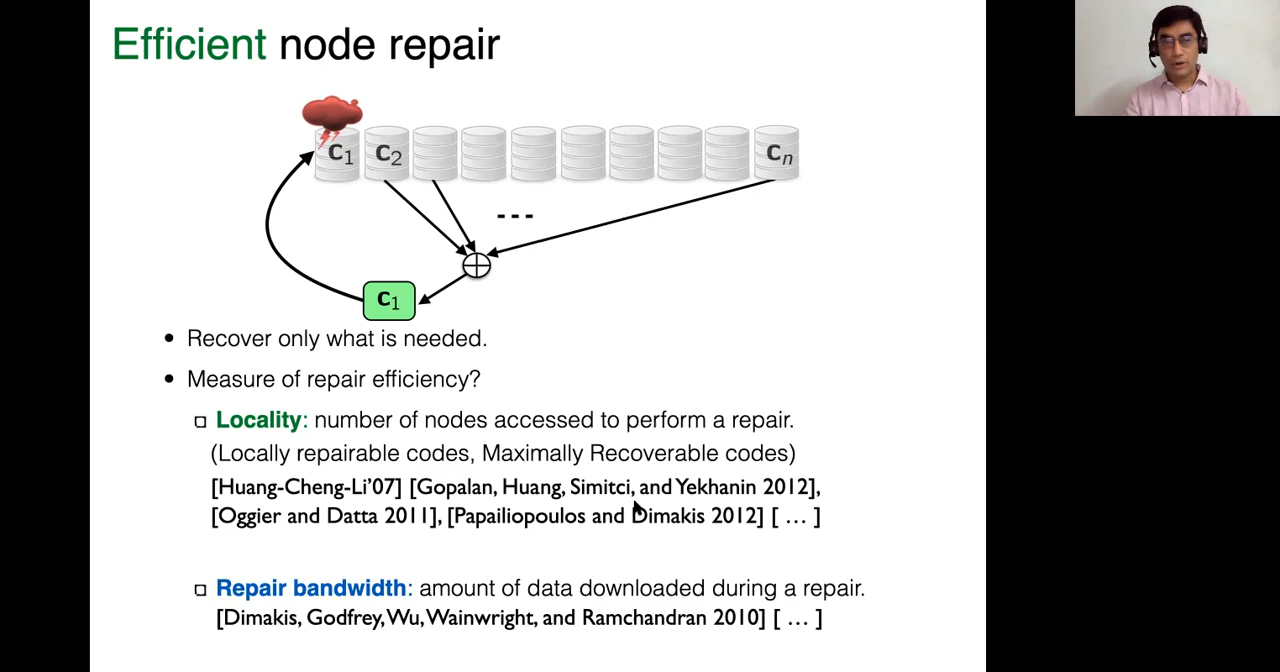 Efficient node repair
c1 c2 cn
---
c1
• Recover only what is needed.
• Measure of repair efficiency?
Locality: number of nodes accessed to perform a repair.
(Locally repairable codes, Maximally Recoverable codes)
[Huang-Cheng-Li'07] [Gopalan, Huang, Simitci, and Yekhanin 2012],
[Oggier and Datta 2011], [Papailiopoulos and Dimakis 2012] [ … ]
Repair bandwidth: amount of data downloaded during a repair.
[Dimakis, Godfrey, Wu, Wainwright, and Ramchandran 2010] [ … ]